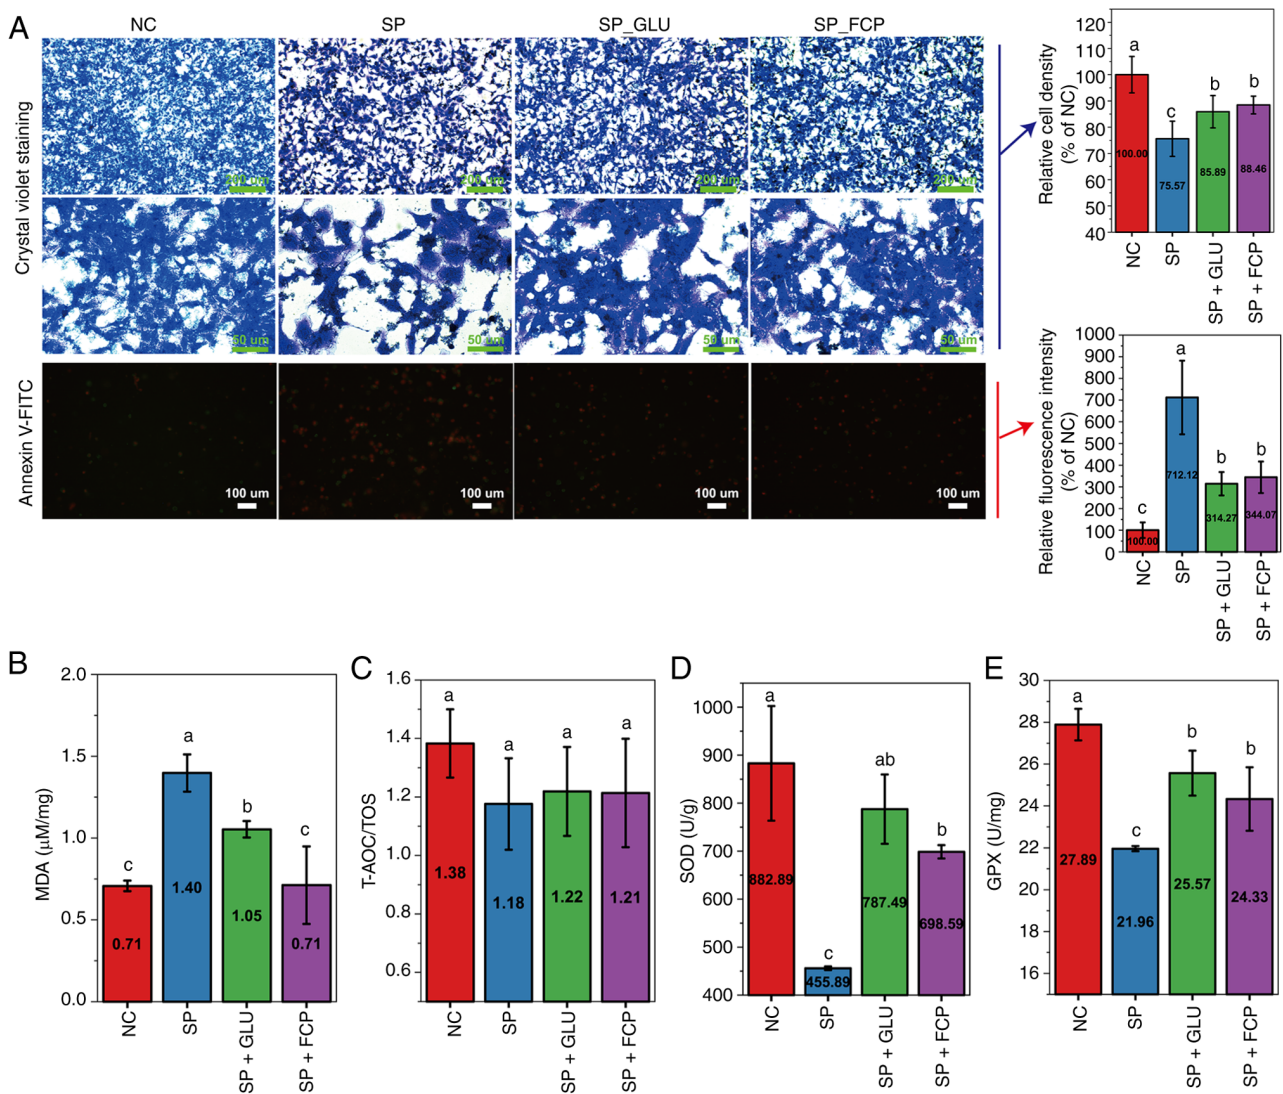 A
NC
SP
SP_GLU
SP_FCP
Crystal violet staining
200 um
200 um
200 um
200 um
50 um
50 um
50 um
50 um
Annexin V-FITC
100 um
100 um
100 um
100 um
Relative cell density
(% of NC)
120
110
100
90
80
70
60
50
40
a
c
b
b
100.00
75.57
85.89
88.46
NC
SP
SP + GLU
SP + FCP
Relative fluorescence intensity
(% of NC)
1000
900
800
700
600
500
400
300
200
100
0
c
a
b
b
100.00
712.12
314.27
344.07
NC
SP
SP + GLU
SP + FCP
B
MDA (μM/mg)
2.0
1.5
1.0
0.5
0.0
c
a
b
c
0.71
1.40
1.05
0.71
NC
SP
SP + GLU
SP + FCP
C
T-AOC/TOS
1.6
1.4
1.2
1.0
0.8
0.6
a
a
a
a
1.38
1.18
1.22
1.21
NC
SP
SP + GLU
SP + FCP
D
SOD (U/g)
1000
900
800
700
600
500
400
a
c
ab
b
882.89
455.89
787.49
698.59
NC
SP
SP + GLU
SP + FCP
E
GPX (U/mg)
30
28
26
24
22
20
18
16
a
c
b
b
27.89
21.96
25.57
24.33
NC
SP
SP + GLU
SP + FCP